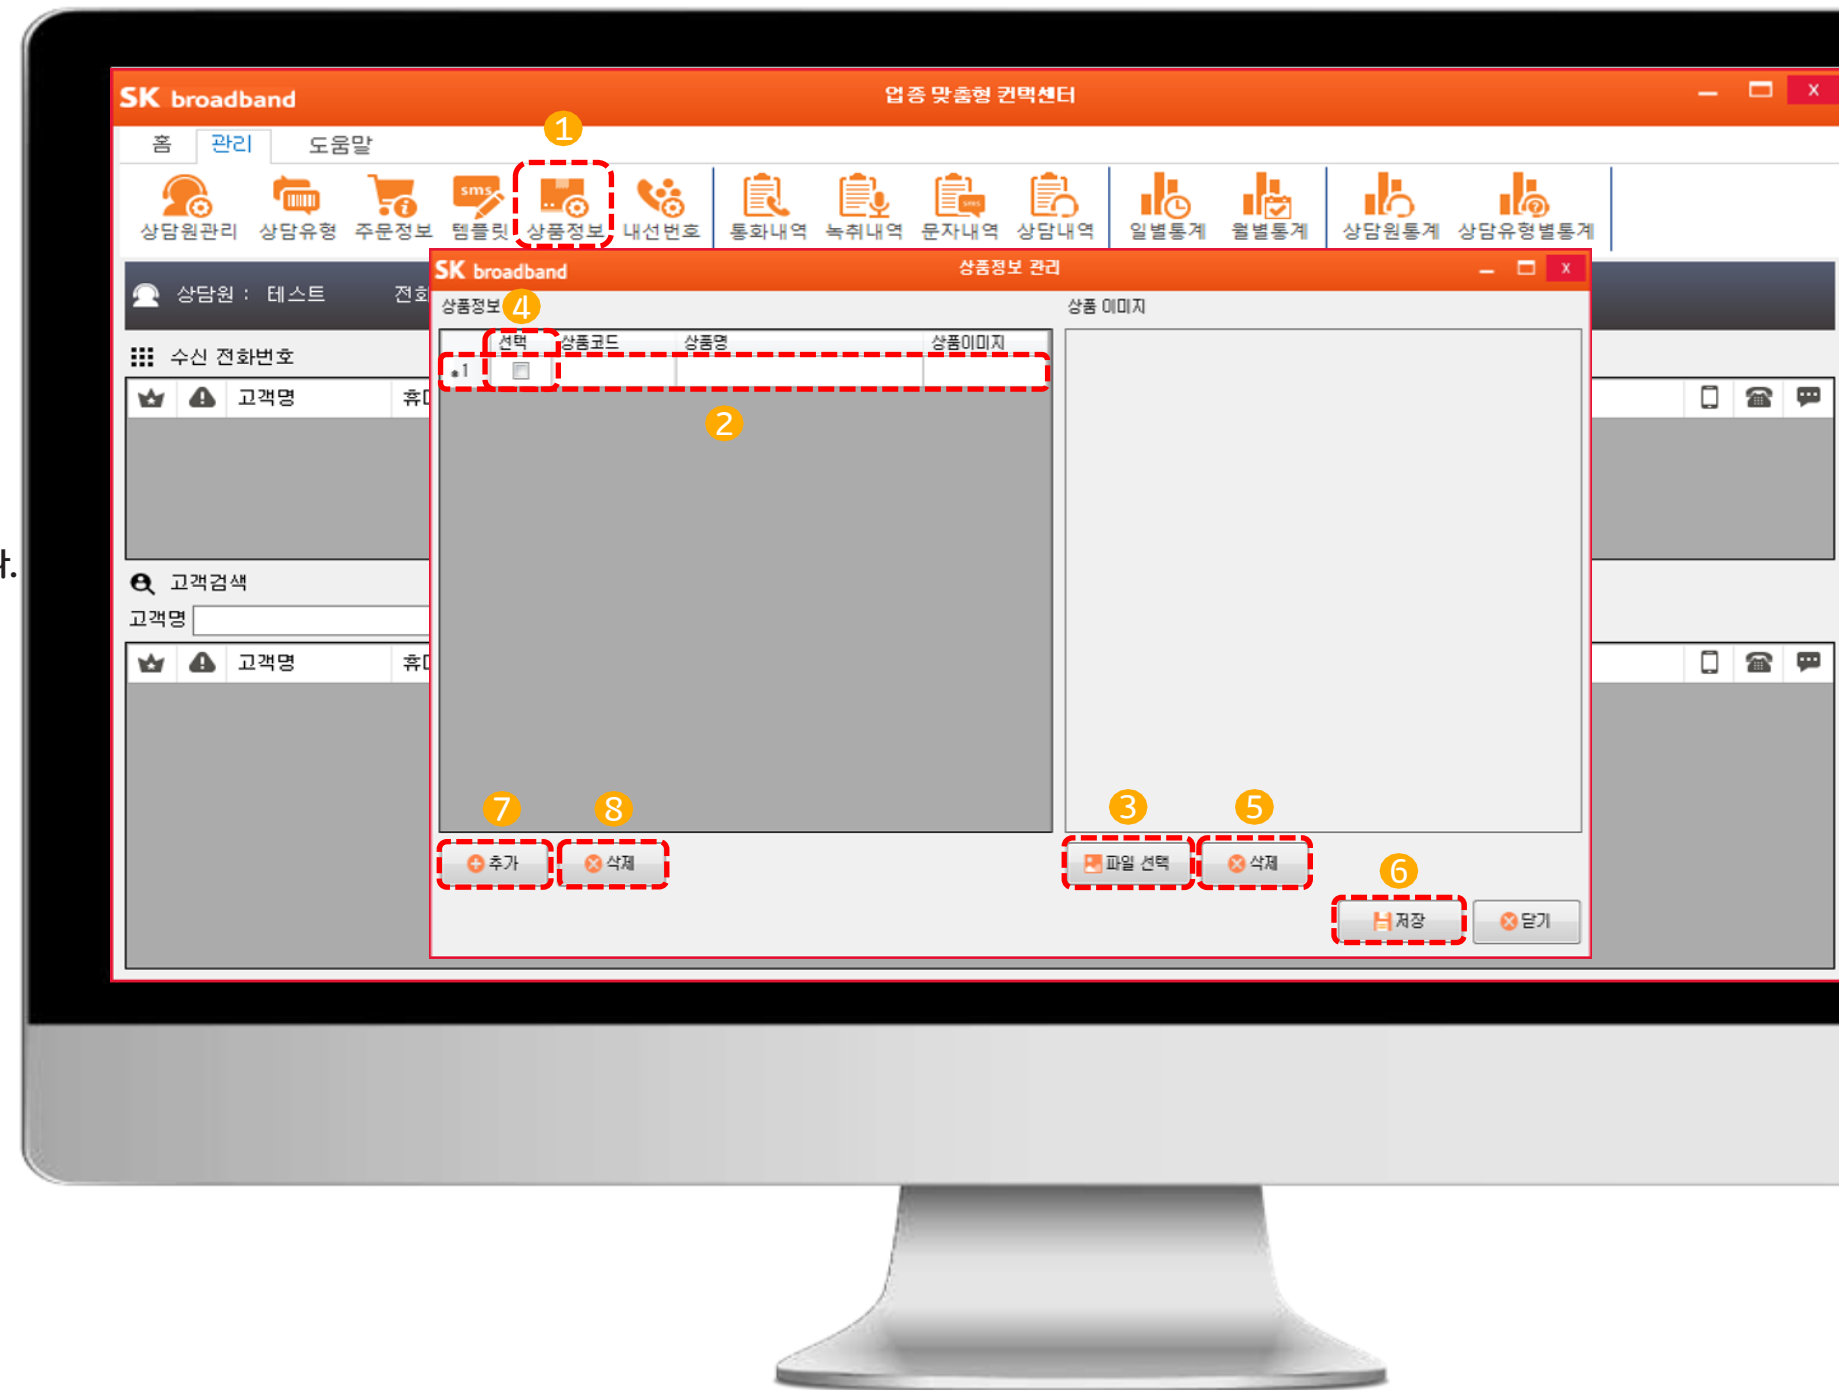 SK broadband
업종 맞춤형 컨택센터
x
홈 관리 도움말
1
sms
sms
상담원관리 상담유형 주문정보 템플릿 상품정보 내선번호 통화내역 녹취내역 문자내역 상담내역 일별통계 월별통계 상담원통계 상담유형별통계
SK broadband
상품정보 관리
x
상담원 : 테스트 전화
상품정보
4
상품 이미지
선택 상품코드 상품명 상품이미지
*1
2
수신 전화번호
고객명
고객검색
고객명
고객명
7
8
3
5
추가
삭제
파일 선택
삭제
6
저장
닫기